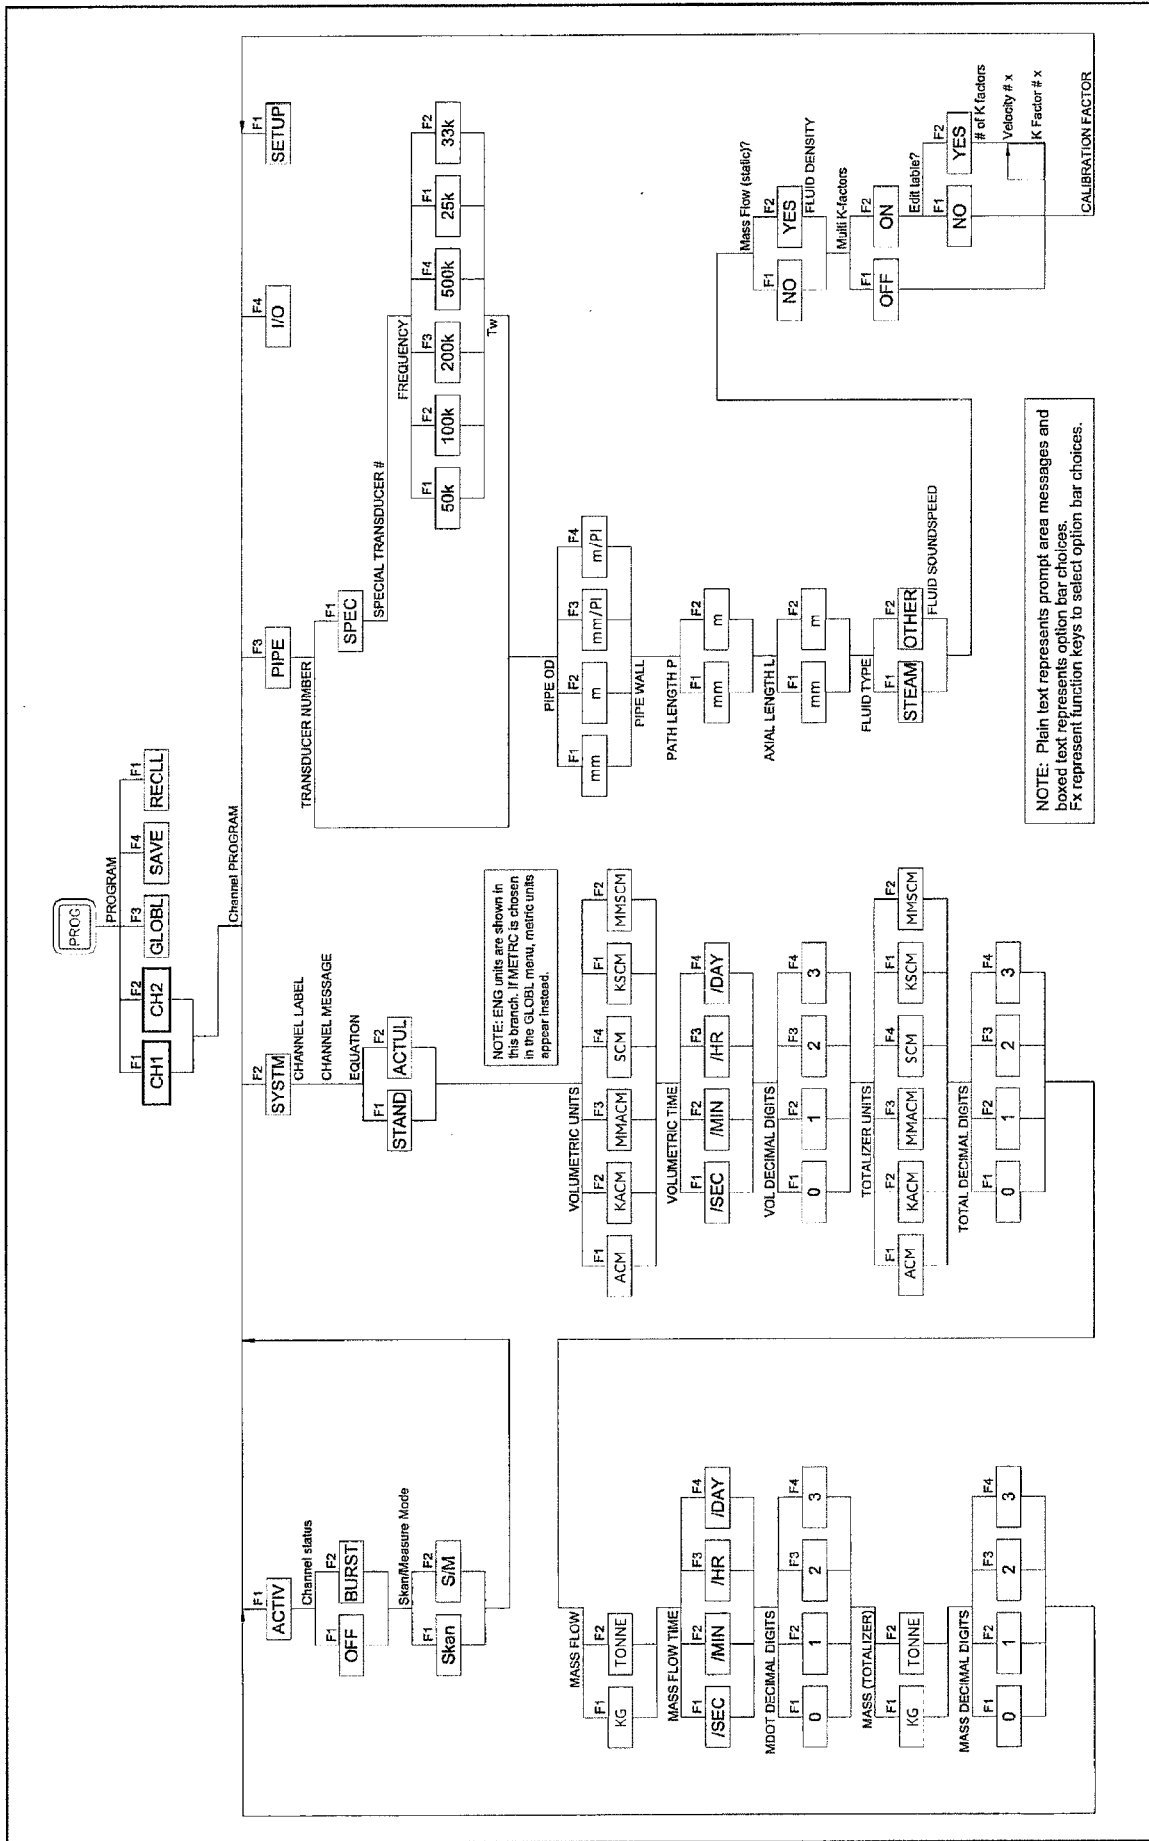 PROG
PROGRAM
F1 F2 F3 F4 F1
CH1 CH2 GLOBL SAVE RECLL
Channel PROGRAM
F1 F2 F3 F4 F1
ACTIV SYSTM PIPE I/O SETUP
Channel status
F1 F2
OFF BURST
Skan/Measure Mode
F1 F2
Skan S/M
CHANNEL LABEL
CHANNEL MESSAGE
EQUATION
F1 F2
STAND ACTUL
NOTE: ENG units are shown in
this branch. If METRC is chosen
in the GLOBL menu, metric units
appear instead.
VOLUMETRIC UNITS
F1 F2 F3 F4 F1 F2
ACM KACM MMACM SCM KSCM MMSCM
VOLUMETRIC TIME
F1 F2 F3 F4
/SEC /MIN /HR /DAY
VOL DECIMAL DIGITS
F1 F2 F3 F4
0 1 2 3
TOTALIZER UNITS
F1 F2 F3 F4 F1 F2
ACM KACM MMACM SCM KSCM MMSCM
TOTAL DECIMAL DIGITS
F1 F2 F3 F4
0 1 2 3
MASS FLOW
F1 F2
KG TONNE
MASS FLOW TIME
F1 F2 F3 F4
/SEC /MIN /HR /DAY
MDOT DECIMAL DIGITS
F1 F2 F3 F4
0 1 2 3
MASS (TOTALIZER)
F1 F2
KG TONNE
MASS DECIMAL DIGITS
F1 F2 F3 F4
0 1 2 3
TRANSDUCER NUMBER
F1
SPEC
SPECIAL TRANSDUCER #
FREQUENCY
F1 F2 F3 F4 F1 F2
50k 100k 200k 500k 25k 33k
Tw
PIPE OD
F1 F2 F3 F4
mm m mm/PI m/PI
PIPE WALL
PATH LENGTH P
F1 F2
mm m
AXIAL LENGTH L
F1 F2
mm m
FLUID TYPE
F1 F2
STEAM OTHER
FLUID SOUNDSPEED
Mass Flow (static)?
F1 F2
NO YES
FLUID DENSITY
Multi K-factors
F1 F2
OFF ON
Edit table?
F1 F2
NO YES
# of K factors
Velocity # x
K Factor # x
CALIBRATION FACTOR
NOTE: Plain text represents prompt area messages and
boxed text represents option bar choices.
Fx represent function keys to select option bar choices.